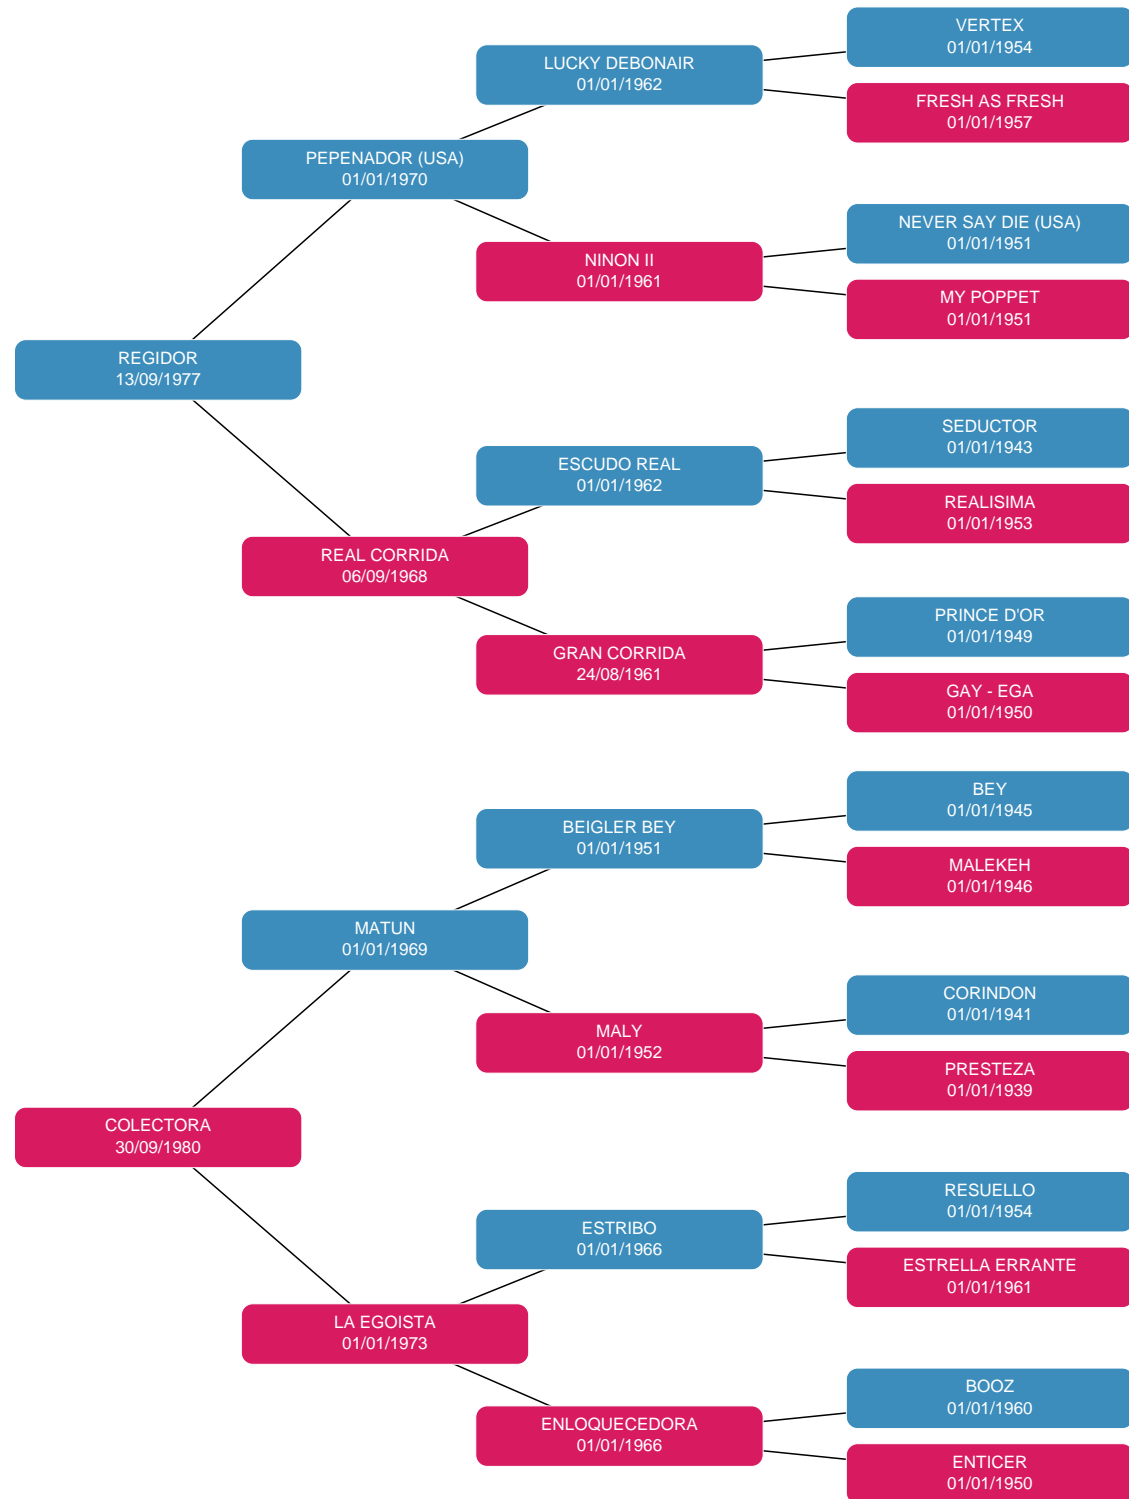 VERTEX
01/01/1954
LUCKY DEBONAIR
01/01/1962
FRESH AS FRESH
01/01/1957
PEPENADOR (USA)
01/01/1970
NEVER SAY DIE (USA)
01/01/1951
NINON II
01/01/1961
MY POPPET
01/01/1951
REGIDOR
13/09/1977
SEDUCTOR
01/01/1943
ESCUDO REAL
01/01/1962
REALISIMA
01/01/1953
REAL CORRIDA
06/09/1968
PRINCE D'OR
01/01/1949
GRAN CORRIDA
24/08/1961
GAY - EGA
01/01/1950
BEY
01/01/1945
BEIGLER BEY
01/01/1951
MALEKEH
01/01/1946
MATUN
01/01/1969
CORINDON
01/01/1941
MALY
01/01/1952
PRESTEZA
01/01/1939
COLECTORA
30/09/1980
RESUELLO
01/01/1954
ESTRIBO
01/01/1966
ESTRELLA ERRANTE
01/01/1961
LA EGOISTA
01/01/1973
BOOZ
01/01/1960
ENLOQUECEDORA
01/01/1966
ENTICER
01/01/1950